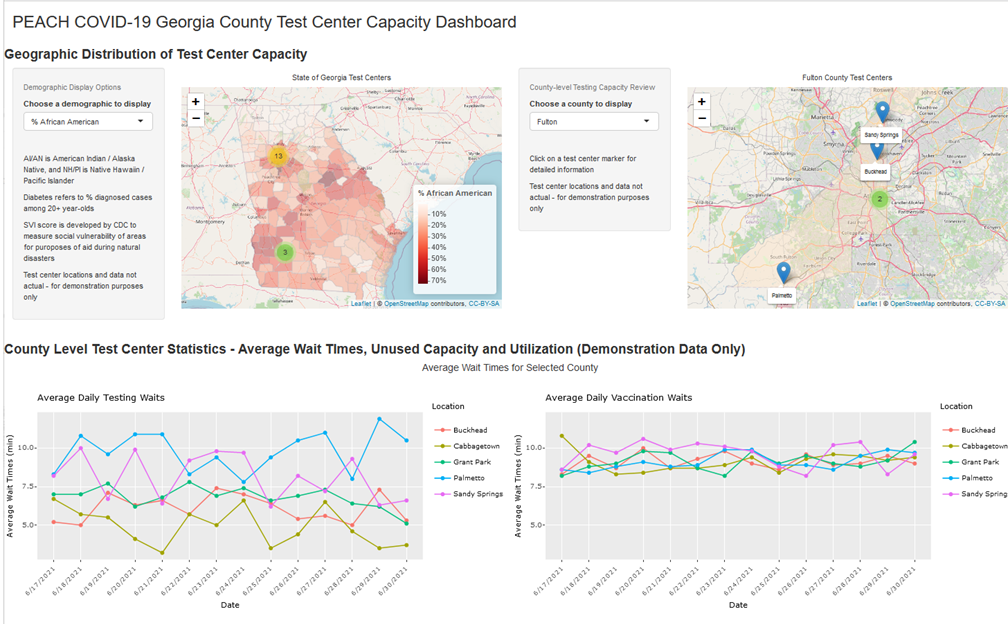 PEACH COVID-19 Georgia County Test Center Capacity Dashboard
Geographic Distribution of Test Center Capacity
Demographic Display Options
Choose a demographic to display
% African American
AI/AN is American Indian / Alaska
Native, and NH/PI is Native Hawaiin /
Pacific Islander
Diabetes refers to % diagnosed cases
among 20+ year-olds
SVI score is developed by CDC to
measure social vulnerability of areas
for puroposes of aid during natural
disasters
Test center locations and data not
actual - for demonstration purposes
only
State of Georgia Test Centers
+
−
13
3
Montgomery
% African American
10%
20%
30%
40%
50%
60%
70%
Leaflet | © OpenStreetMap contributors, CC-BY-SA
County-level Testing Capacity Review
Choose a county to display
Fulton
Click on a test center marker for
detailed information
Test center locations and data not
actual - for demonstration purposes
only
Fulton County Test Centers
+
−
Roswell
Johns Creek
Marietta
Smyrna
Sandy Springs
Buckhead
2
Palmetto
Leaflet | © OpenStreetMap contributors, CC-BY-SA
County Level Test Center Statistics - Average Wait TImes, Unused Capacity and Utilization (Demonstration Data Only)
Average Wait Times for Selected County
Average Daily Testing Waits
Average Wait Times (min)
10.0
7.5
5.0
6/17/2021
6/18/2021
6/19/2021
6/20/2021
6/21/2021
6/22/2021
6/23/2021
6/24/2021
6/25/2021
6/26/2021
6/27/2021
6/28/2021
6/29/2021
6/30/2021
Date
Location
Buckhead
Cabbagetown
Grant Park
Palmetto
Sandy Springs
Average Daily Vaccination Waits
Average Wait Times (min)
10.0
7.5
5.0
6/17/2021
6/18/2021
6/19/2021
6/20/2021
6/21/2021
6/22/2021
6/23/2021
6/24/2021
6/25/2021
6/26/2021
6/27/2021
6/28/2021
6/29/2021
6/30/2021
Date
Location
Buckhead
Cabbagetown
Grant Park
Palmetto
Sandy Springs